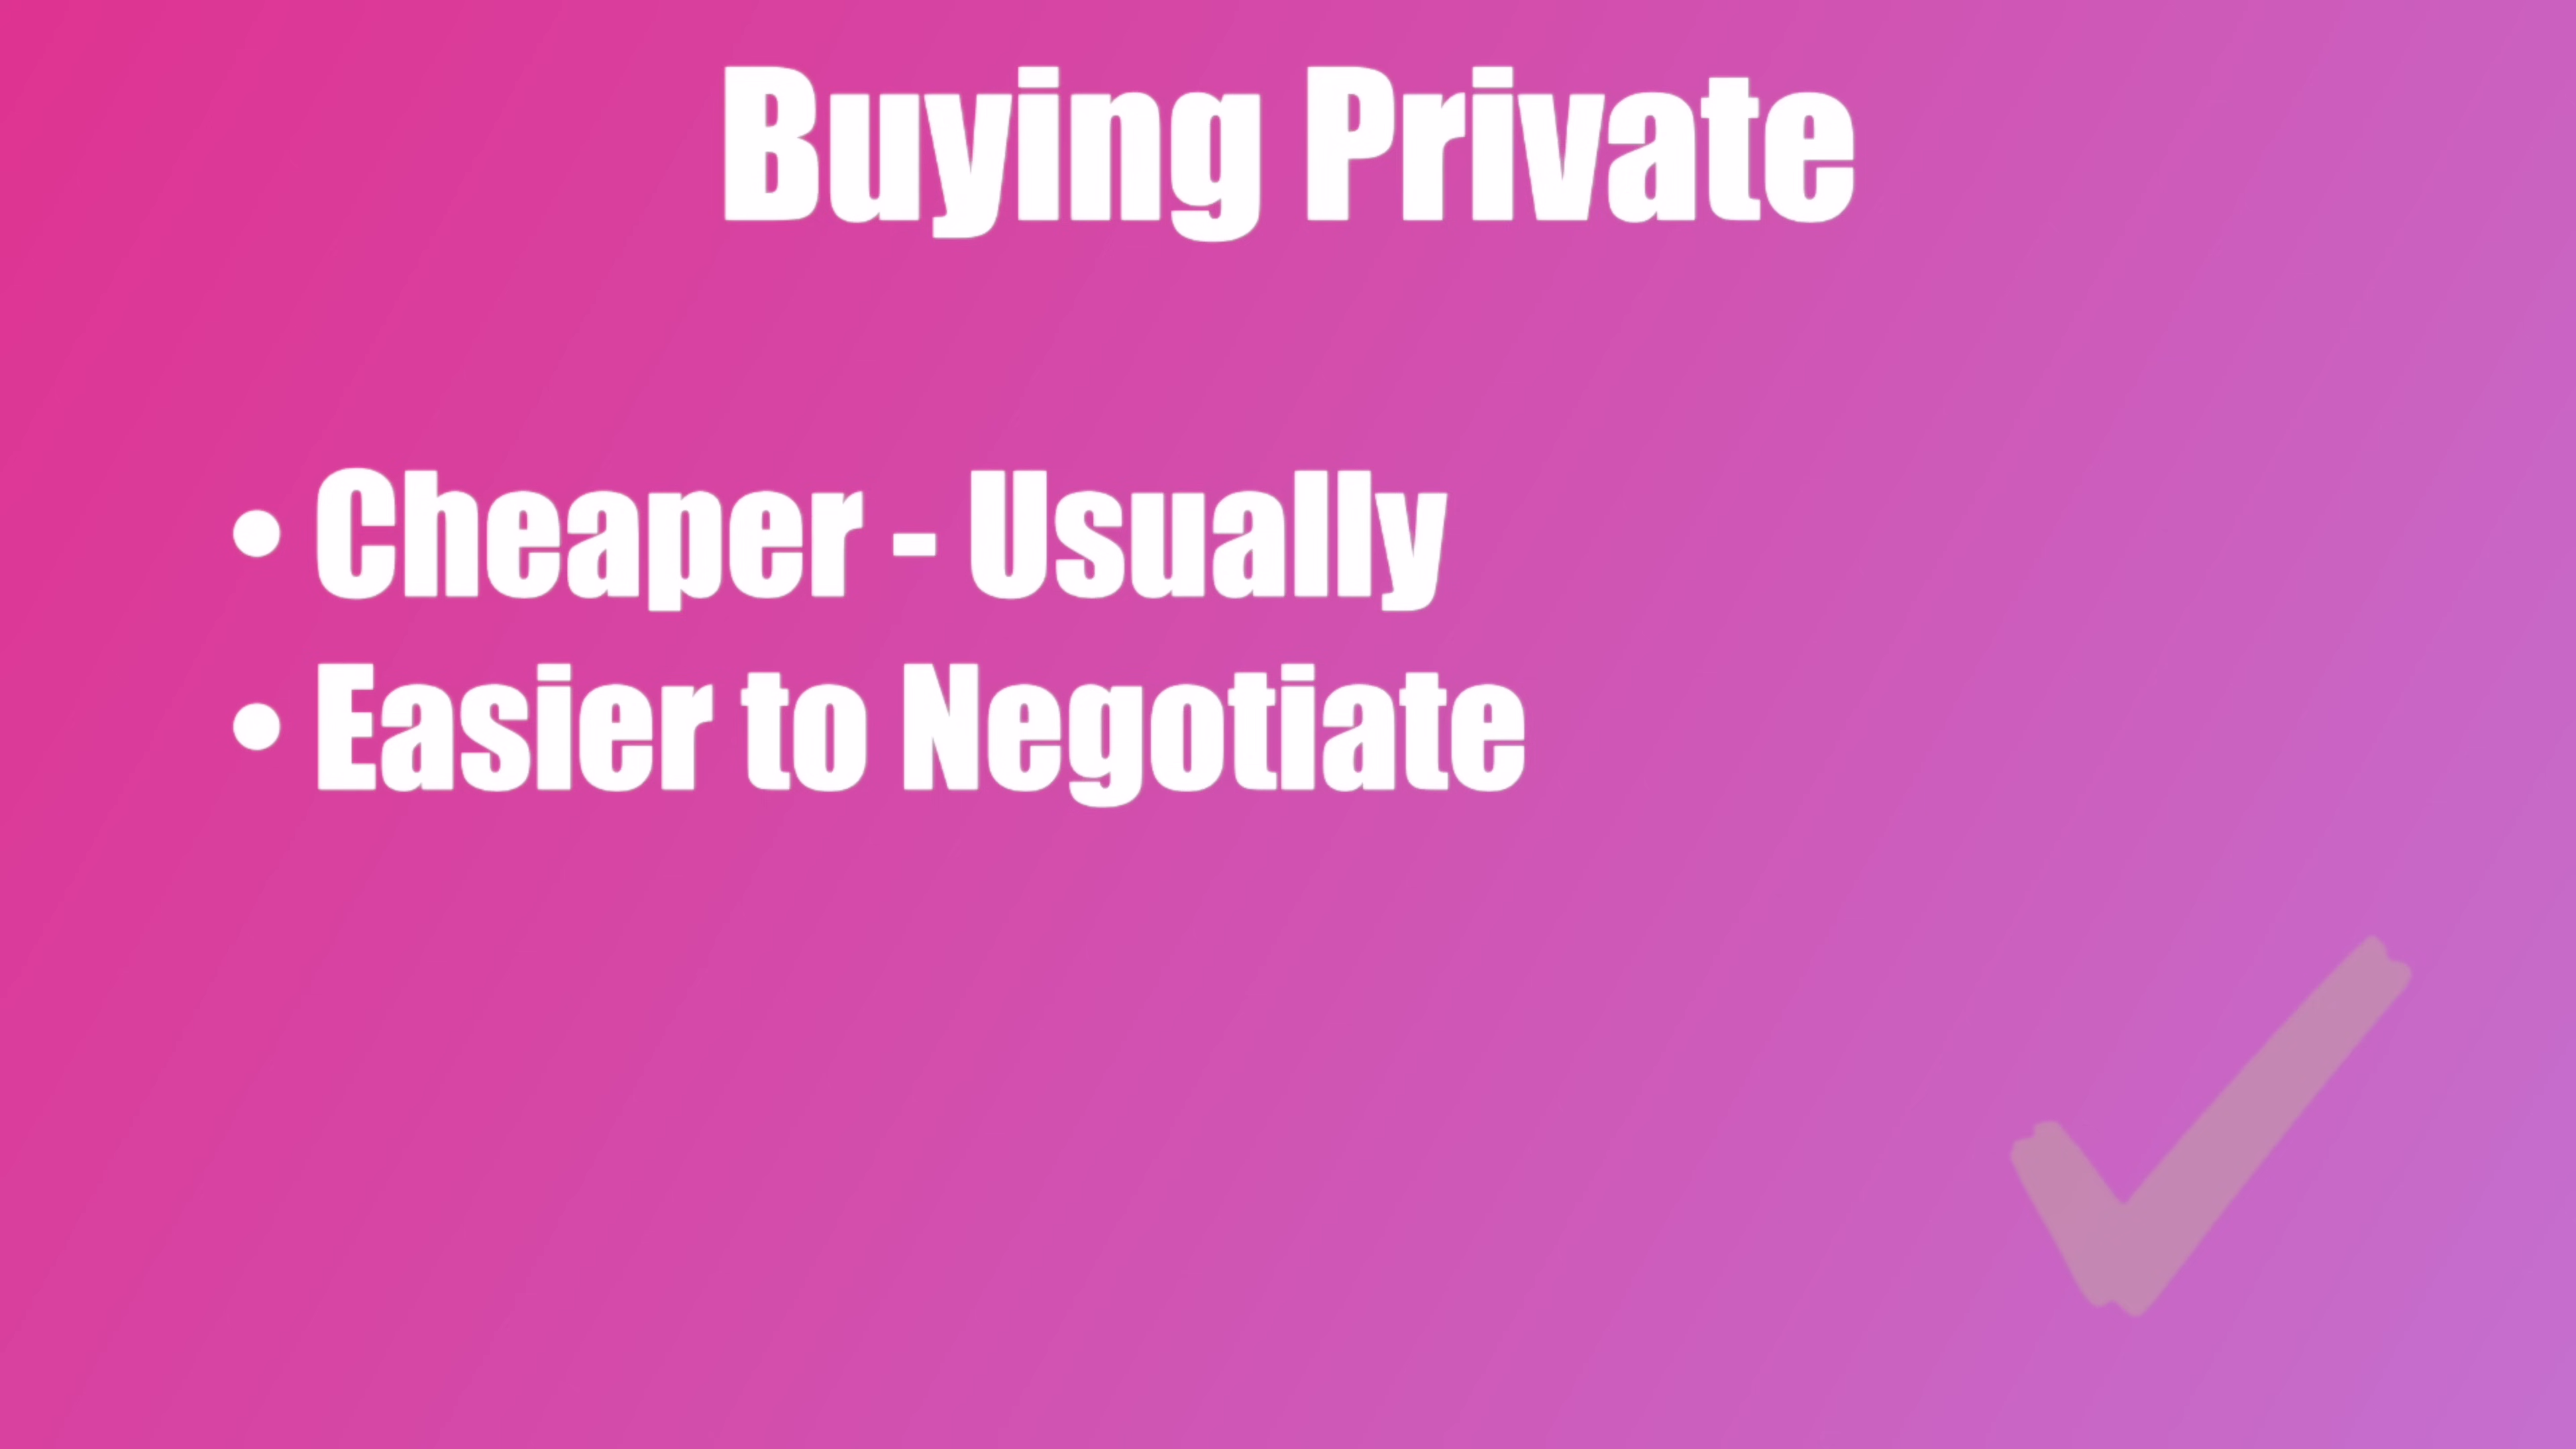 Buying Private
• Cheaper - Usually
• Easier to Negotiate